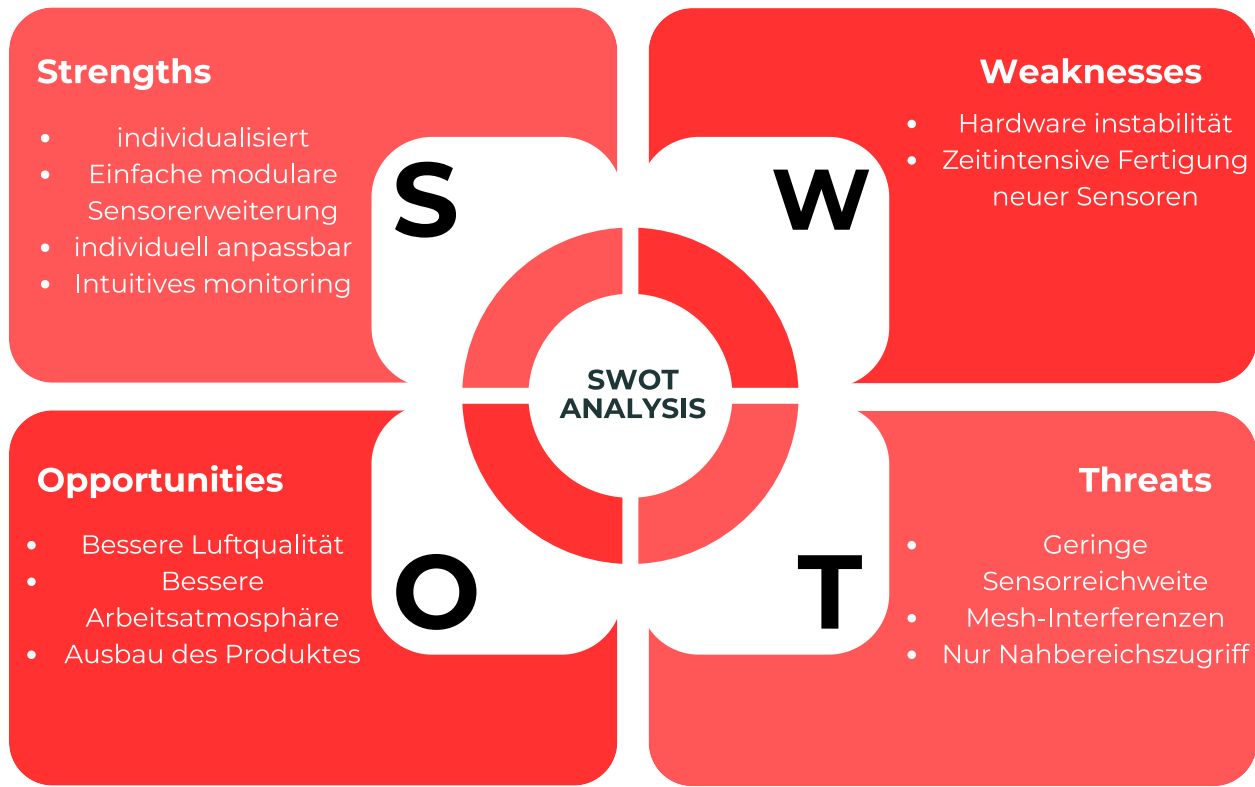 Strengths
• individualisiert
• Einfache modulare
Sensorerweiterung
• individuell anpassbar
• Intuitives monitoring
S
Weaknesses
• Hardware instabilität
• Zeitintensive Fertigung
neuer Sensoren
W
SWOT
ANALYSIS
Opportunities
• Bessere Luftqualität
• Bessere
Arbeitsatmosphäre
• Ausbau des Produktes
O
Threats
• Geringe
Sensorreichweite
• Mesh-Interferenzen
• Nur Nahbereichszugriff
T